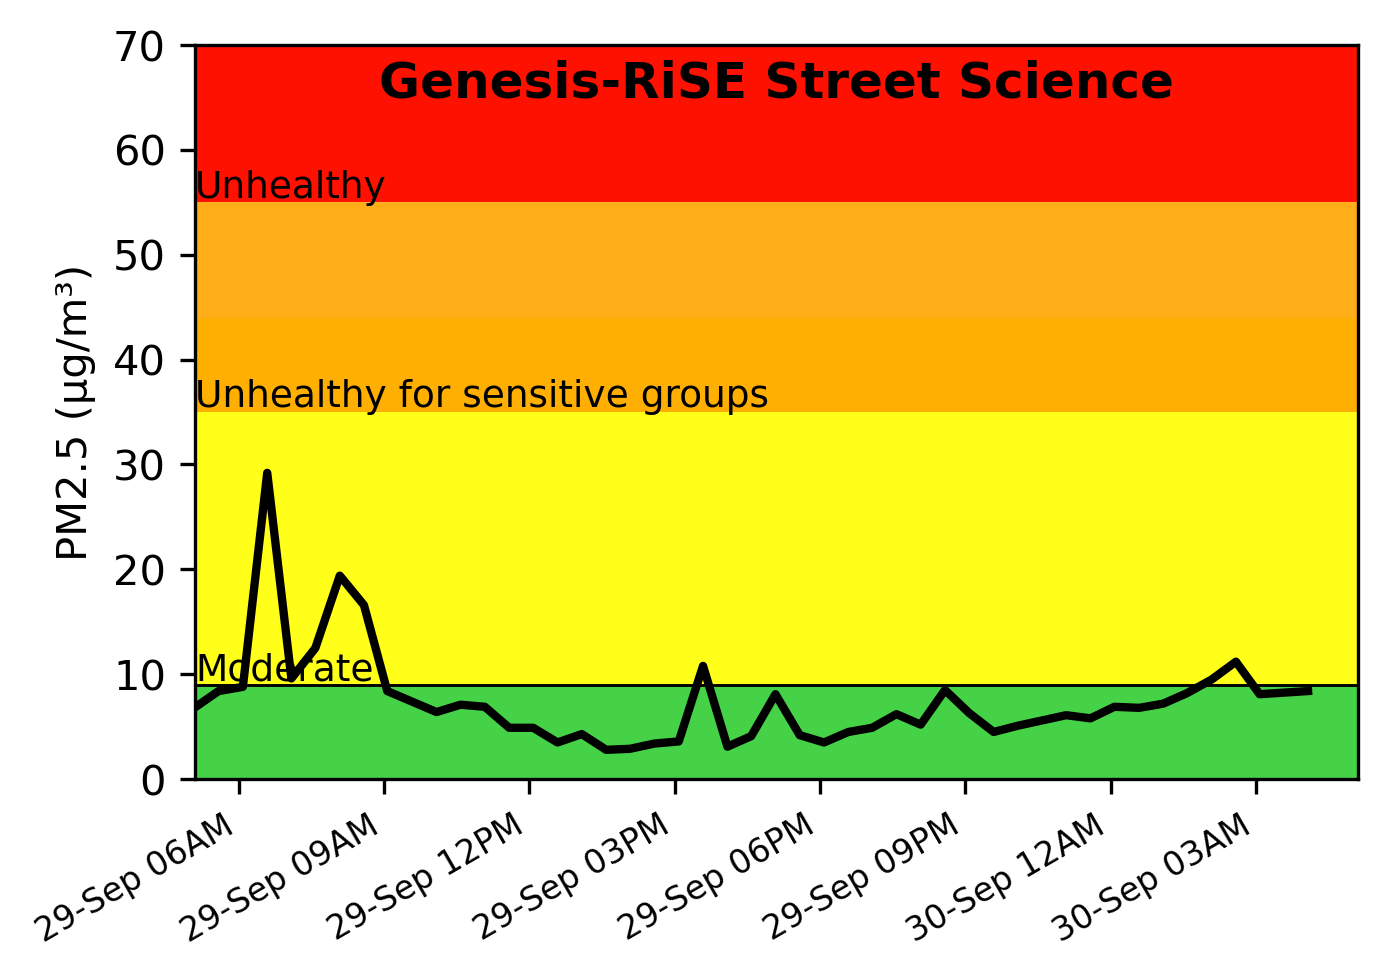 Genesis-RiSE Street Science
70
60
50
40
30
20
10
0
PM2.5 (µg/m³)
Unhealthy
Unhealthy for sensitive groups
Moderate
29-Sep 06AM
29-Sep 09AM
29-Sep 12PM
29-Sep 03PM
29-Sep 06PM
29-Sep 09PM
30-Sep 12AM
30-Sep 03AM